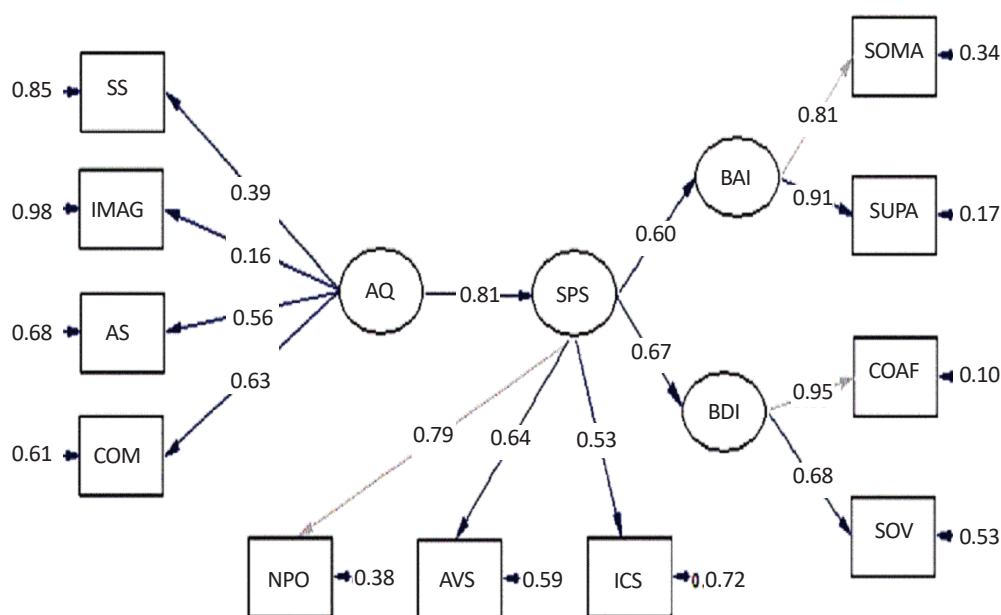 SOMA
0.34
0.85
SS
0.81
0.39
BAI
0.91
SUPA
0.17
0.98
IMAG
0.16
0.60
AQ
0.81
SPS
0.68
AS
0.56
0.67
COAF
0.10
0.63
0.95
BDI
0.61
COM
0.79
0.64
0.53
0.68
SOV
0.53
NPO
0.38
AVS
0.59
ICS
0.72